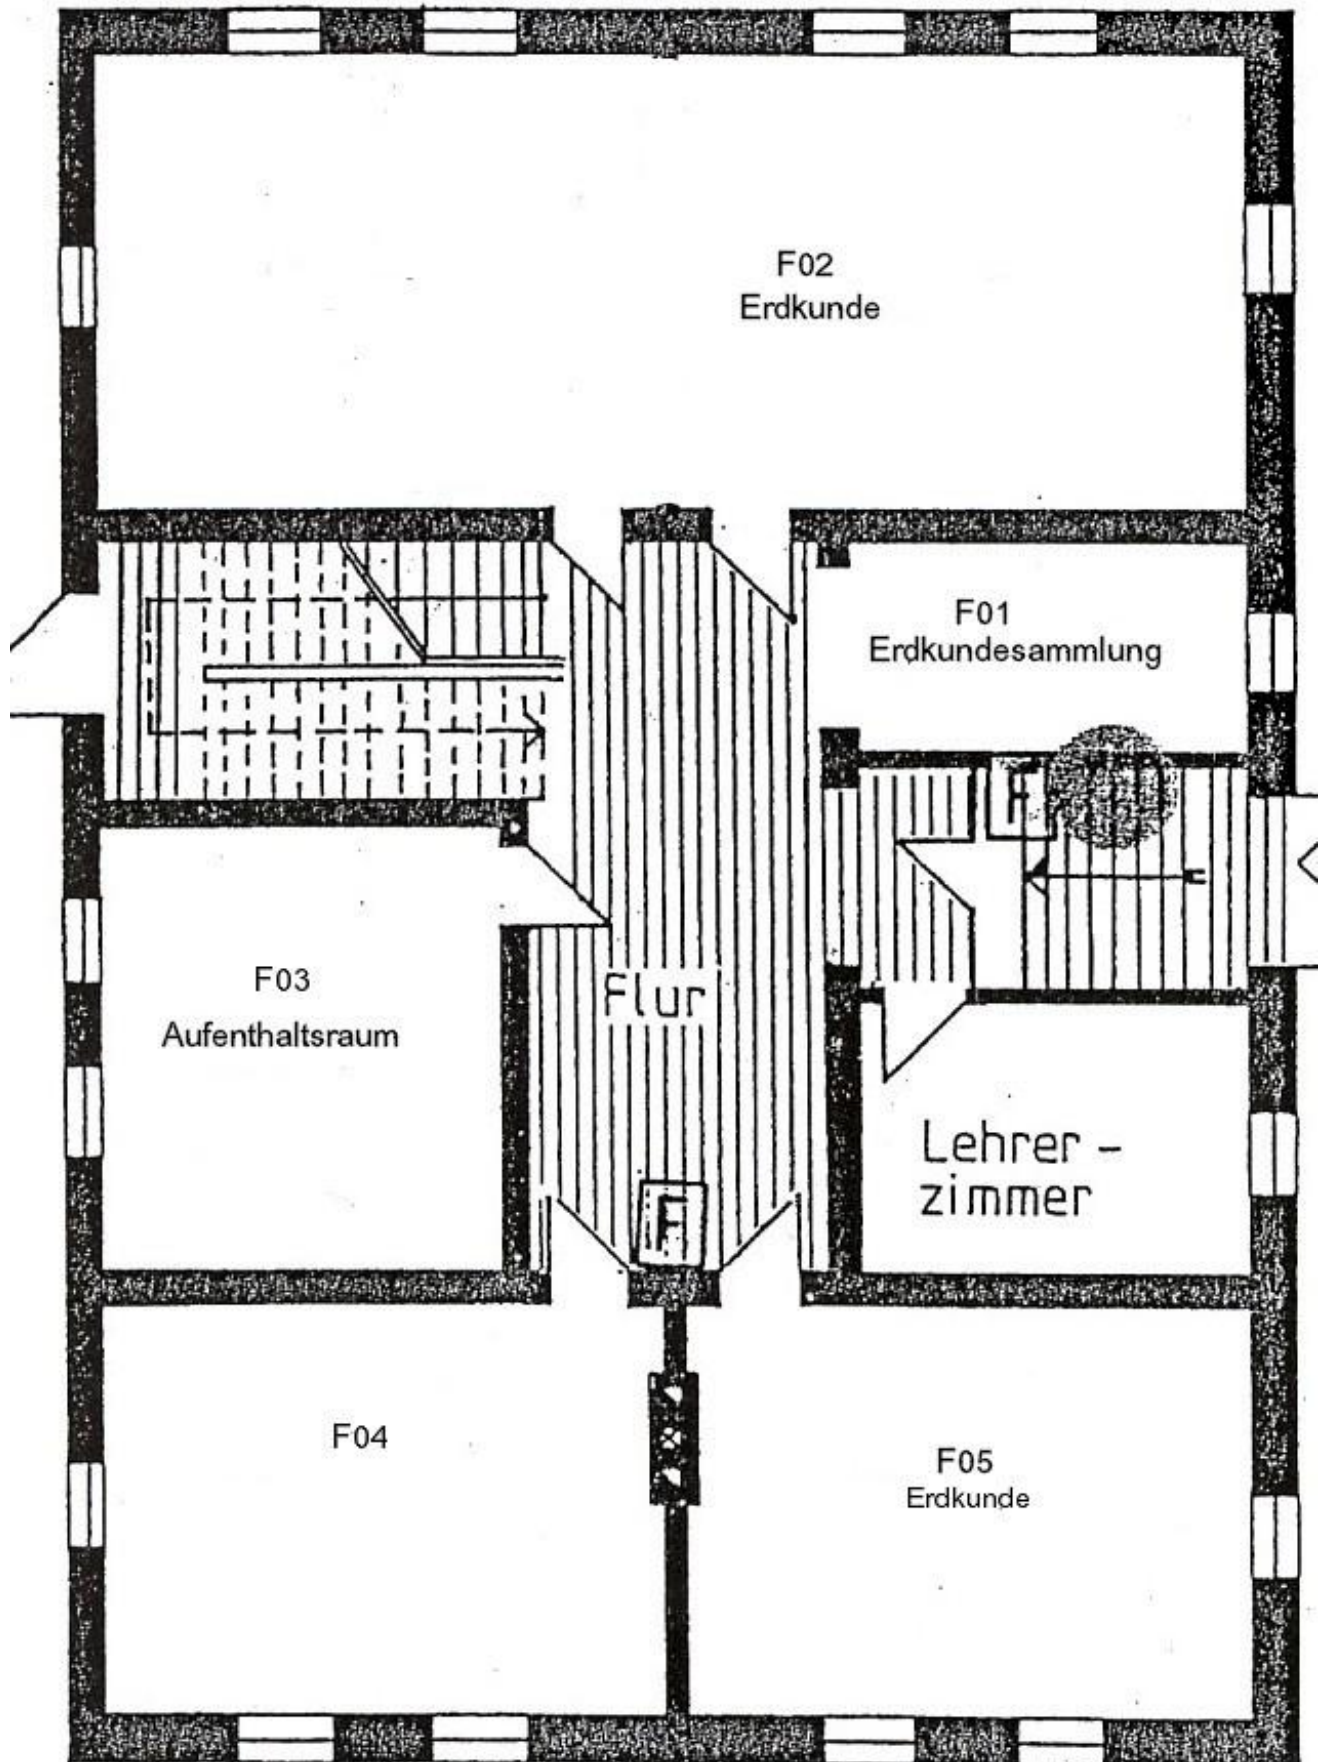 F02
Erdkunde
F01
Erdkundesammlung
F
F03
Aufenthaltsraum
Flur
Lehrer-
zimmer
F
F04
F05
Erdkunde